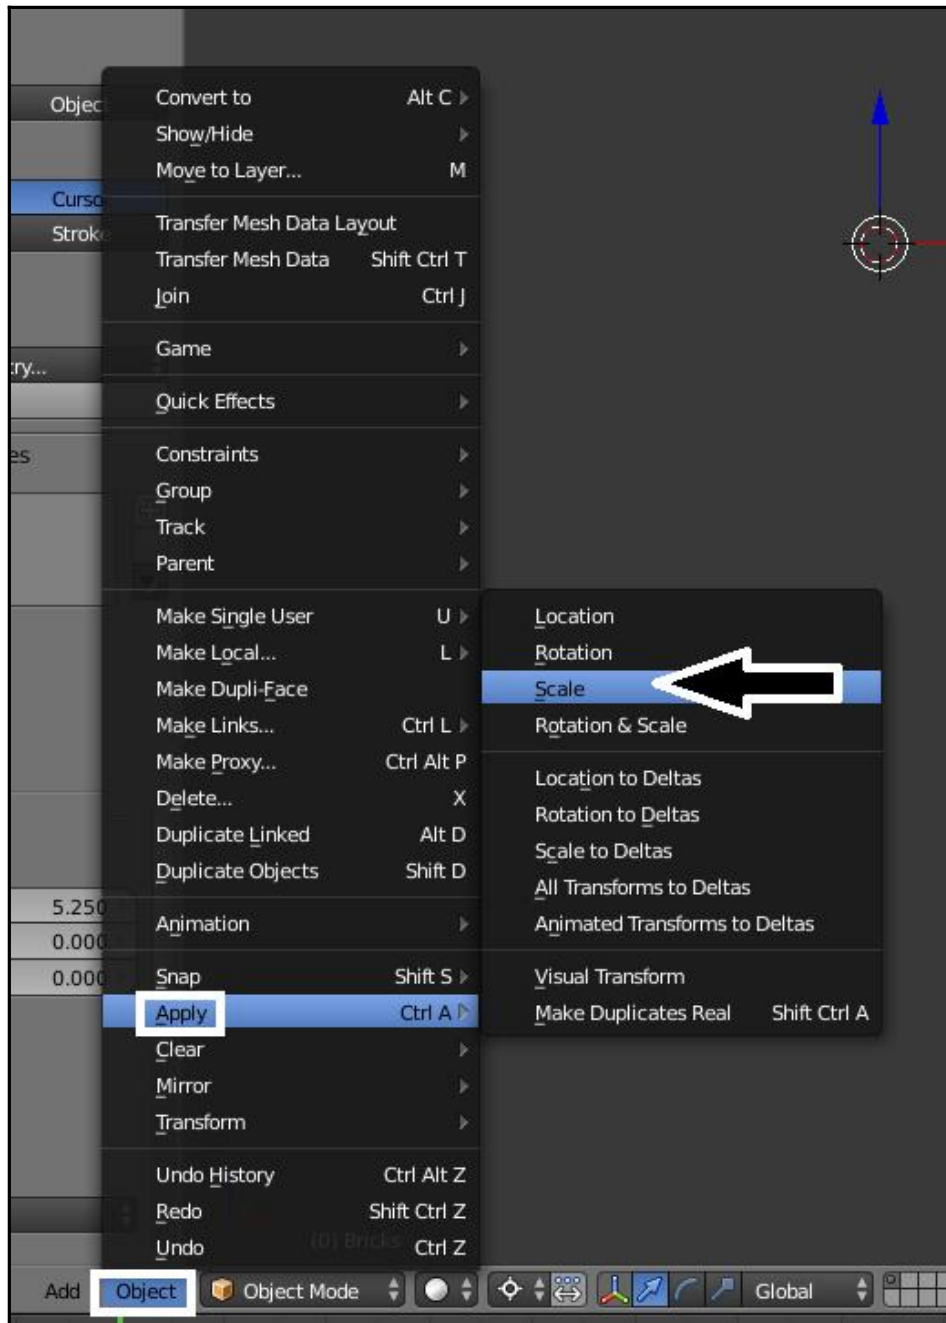 Convert to Alt C
Objec
Show/Hide
Move to Layer... M
Curso
Transfer Mesh Data Layout
Stroke
Transfer Mesh Data Shift Ctrl T
Join Ctrl J
Game
ry...
Quick Effects
Constraints
es
Group
Track
Parent
Make Single User U
Make Local... L
Make Dupli-Face
Make Links... Ctrl L
Make Proxy... Ctrl Alt P
Delete... X
Duplicate Linked Alt D
Duplicate Objects Shift D
5.250
Animation
0.000
0.000
Snap Shift S
Apply Ctrl A
Clear
Mirror
Transform
Undo History Ctrl Alt Z
Redo Shift Ctrl Z
Undo Ctrl Z
(0) Bricks
Location
Rotation
Scale
Rotation & Scale
Location to Deltas
Rotation to Deltas
Scale to Deltas
All Transforms to Deltas
Animated Transforms to Deltas
Visual Transform
Make Duplicates Real Shift Ctrl A
Add Object Object Mode Global